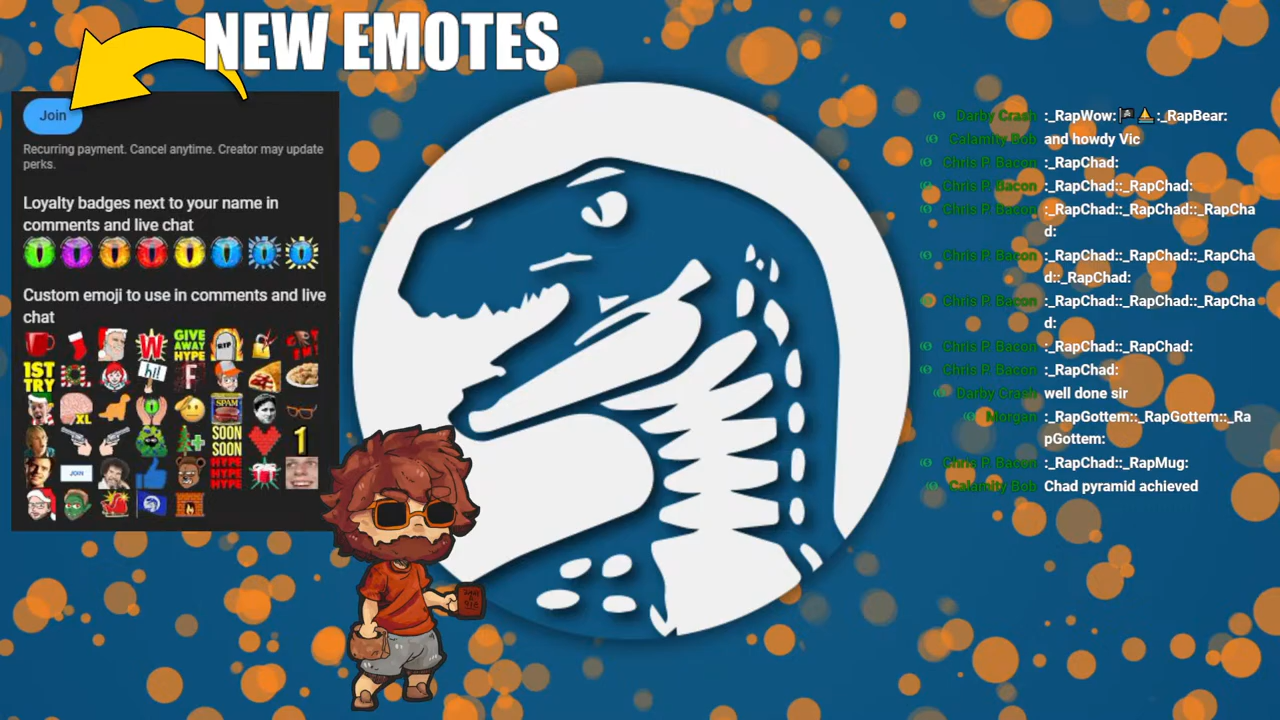 NEW EMOTES
Join
Recurring payment. Cancel anytime. Creator may update
perks.
Loyalty badges next to your name in
comments and live chat
Custom emoji to use in comments and live
chat
W
GIVE
AWAY
HYPE
RIP
1ST
TRY
hi!
F
XL
SPAM
SOON
SOON
1
JOIN
HYPE
HYPE
Darby Crash :_RapWow: :_RapBear:
Calamity Bob and howdy Vic
Chris P. Bacon :_RapChad:
Chris P. Bacon :_RapChad::_RapChad:
Chris P. Bacon :_RapChad::_RapChad::_RapCha
d:
Chris P. Bacon :_RapChad::_RapChad::_RapCha
d::_RapChad:
Chris P. Bacon :_RapChad::_RapChad::_RapCha
d:
Chris P. Bacon :_RapChad::_RapChad:
Chris P. Bacon :_RapChad:
Darby Crash well done sir
Morgan :_RapGottem::_RapGottem::_Ra
pGottem:
Chris P. Bacon :_RapChad::_RapMug:
Calamity Bob Chad pyramid achieved